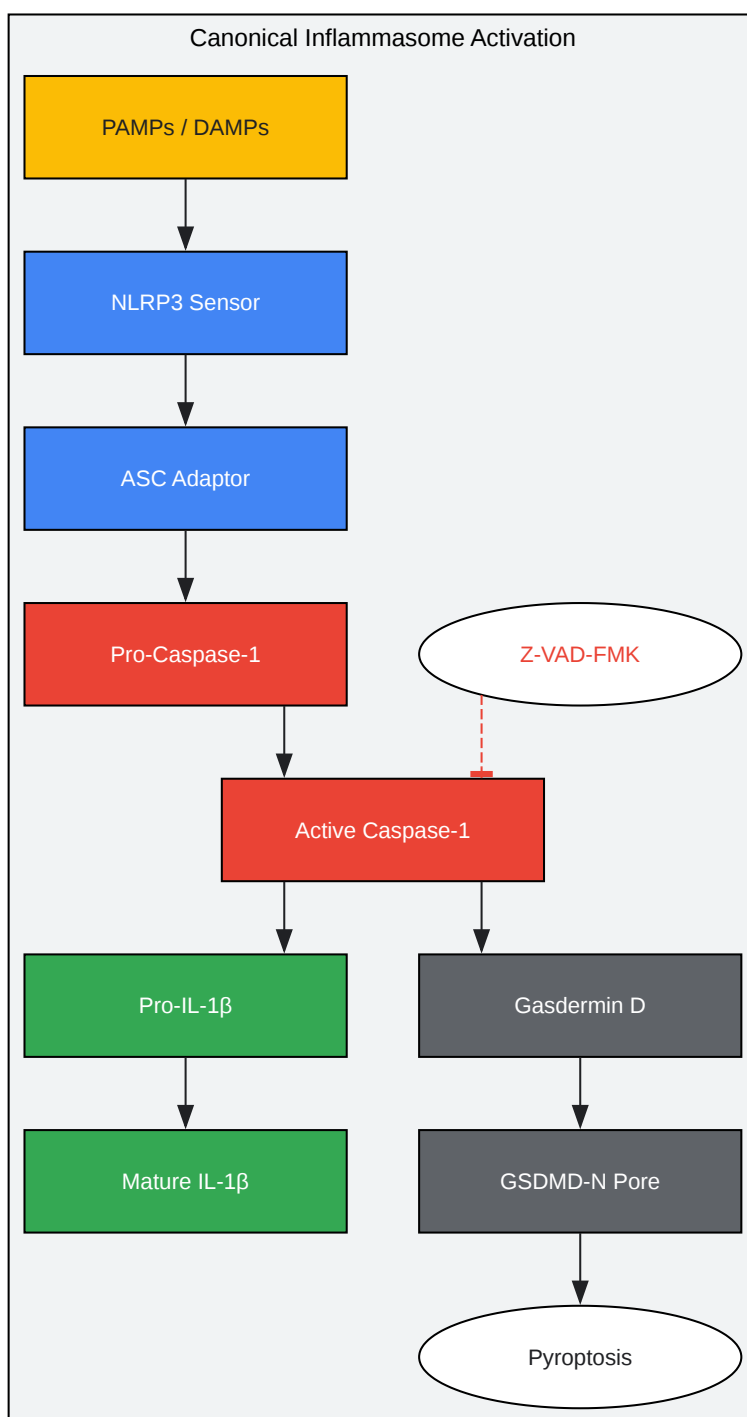 Canonical Inflammasome Activation
PAMPs / DAMPs
NLRP3 Sensor
ASC Adaptor
Pro-Caspase-1
Z-VAD-FMK
Active Caspase-1
Pro-IL-1β
Gasdermin D
Mature IL-1β
GSDMD-N Pore
Pyroptosis